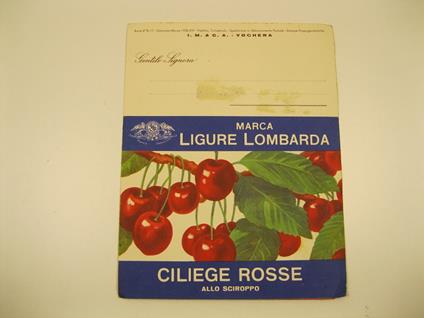 I. M. A C. A. - VOGHERA
Gentile Signora
MARCA
LIGURE LOMBARDA
CILIEGE ROSSE
ALLO SCIROPPO